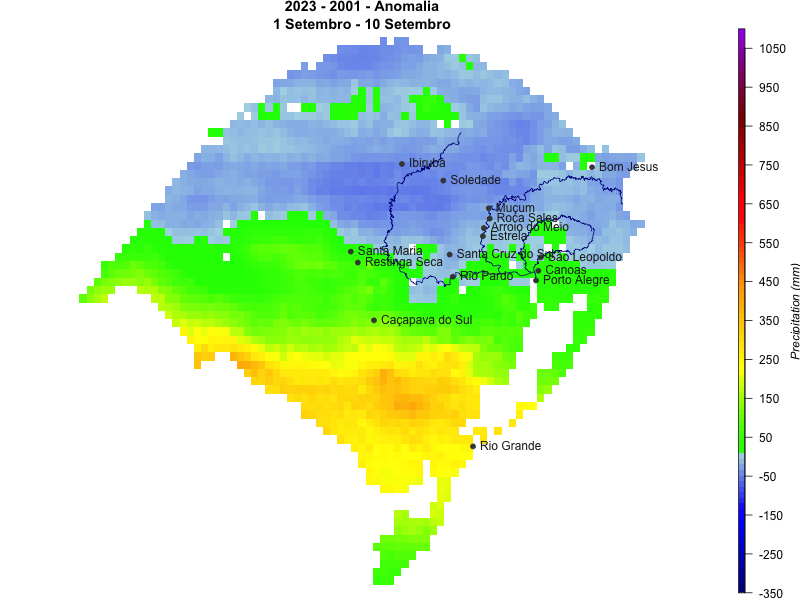 2023 - 2001 - Anomalia
1 Setembro - 10 Setembro
Ibirubá
Soledade
Bom Jesus
Muçum
Roca Sales
Arroio do Meio
Estrela
Santa Maria
Restinga Seca
Santa Cruz do Sul
São Leopoldo
Rio Pardo
Canoas
Porto Alegre
Caçapava do Sul
Rio Grande
1050
950
850
750
650
550
450
350
250
150
50
-50
-150
-250
-350
Precipitation (mm)